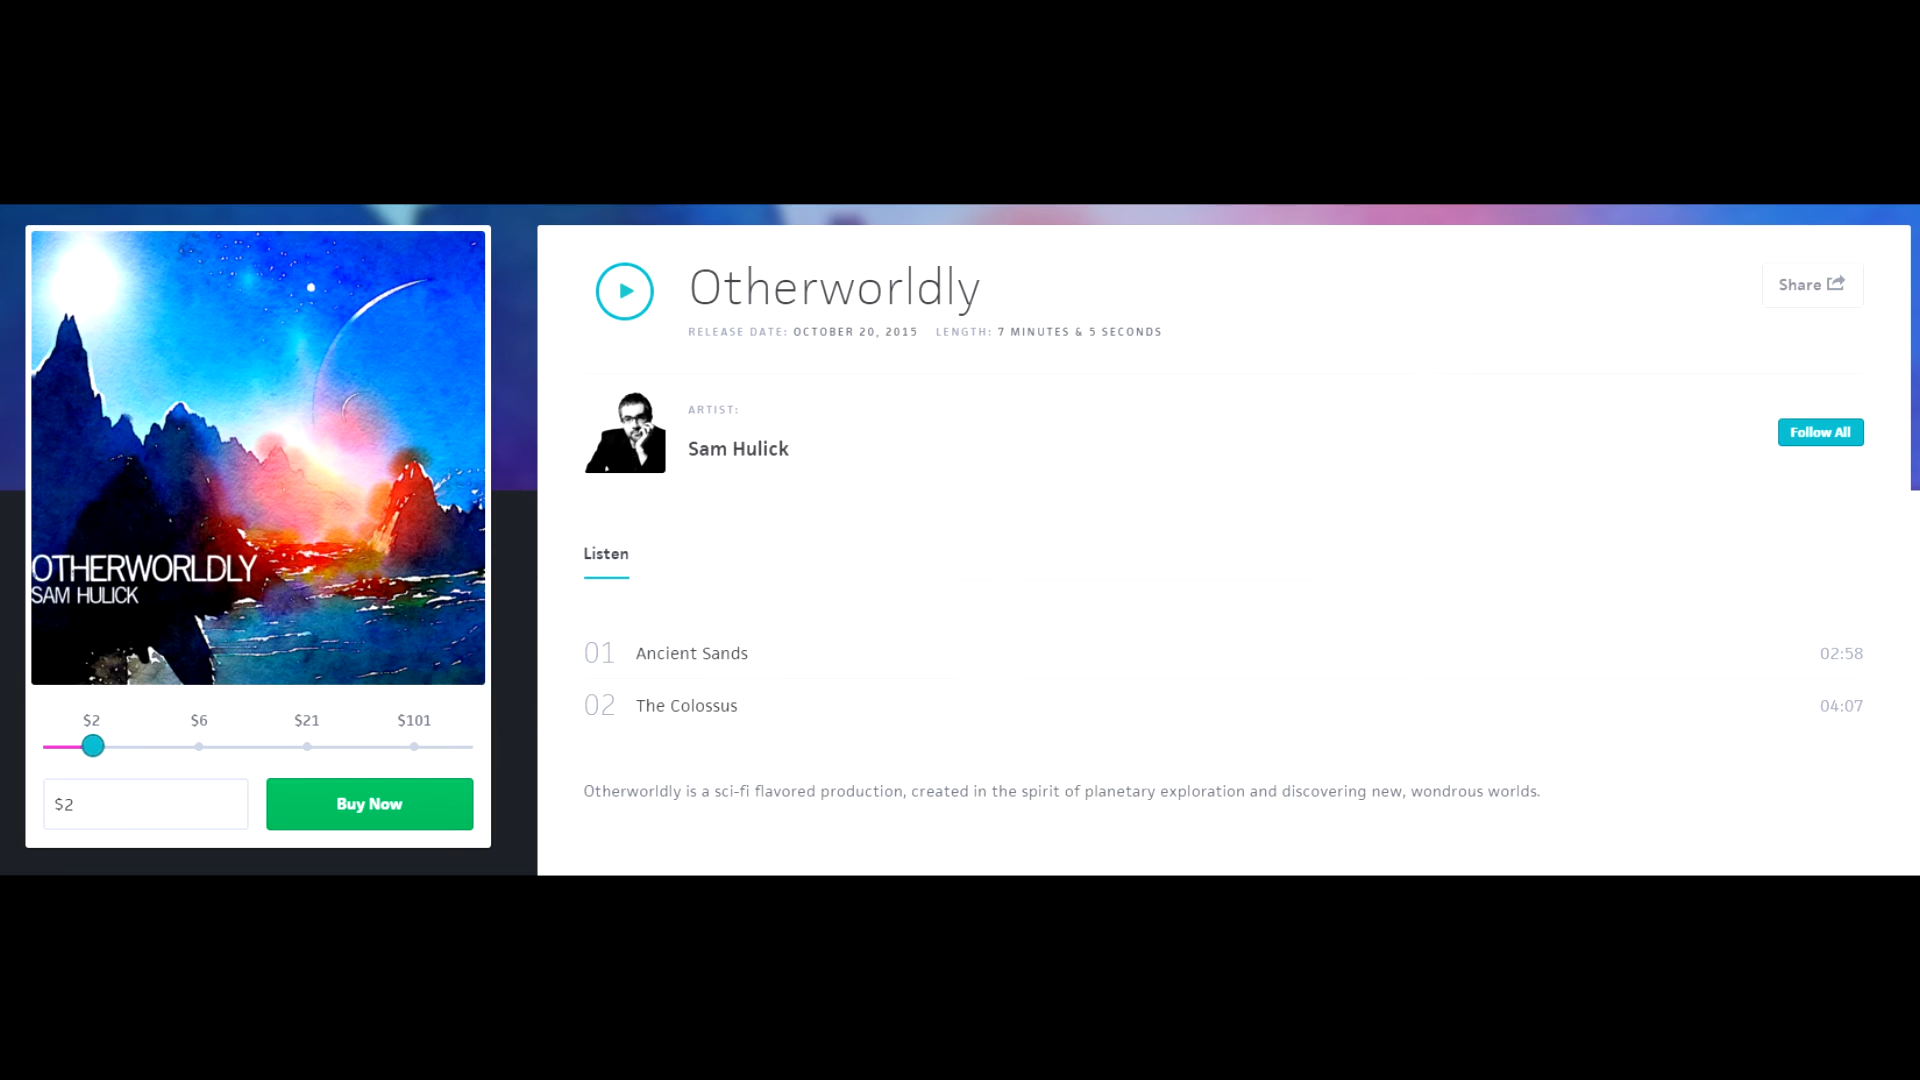 OTHERWORLDLY
SAM HULICK
$2 $6 $21 $101
$2
Buy Now
Otherworldly
Share
RELEASE DATE: OCTOBER 20, 2015 LENGTH: 7 MINUTES & 5 SECONDS
ARTIST:
Sam Hulick
Follow All
Listen
01 Ancient Sands 02:58
02 The Colossus 04:07
Otherworldly is a sci-fi flavored production, created in the spirit of planetary exploration and discovering new, wondrous worlds.